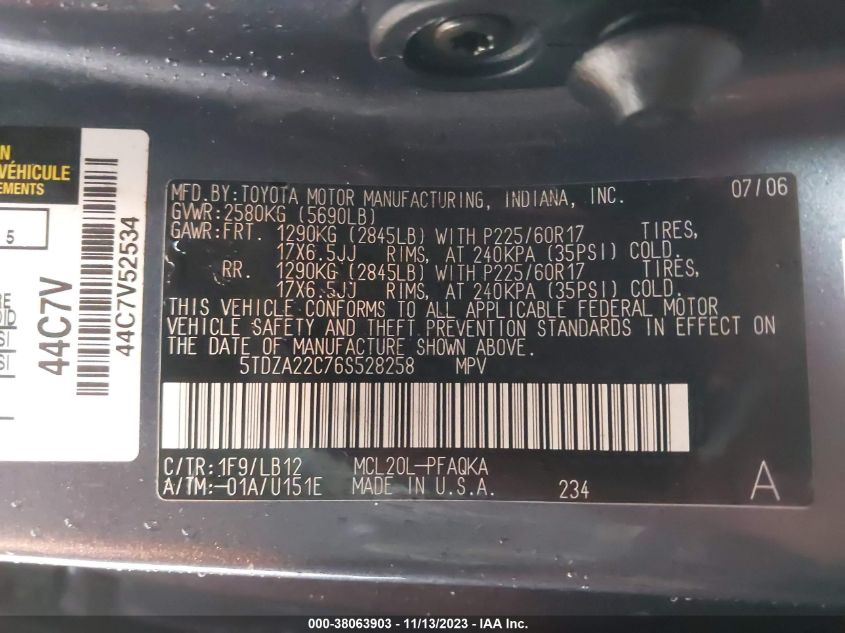 N
VÉHICULE
EMENTS
5
44C7V
44C7V52534
MFD.BY:TOYOTA MOTOR MANUFACTURING, INDIANA, INC. 07/06
GVWR:2580KG (5690LB)
GAWR:FRT. 1290KG (2845LB) WITH P225/60R17 TIRES,
17X6.5JJ RIMS, AT 240KPA (35PSI) COLD.
RR. 1290KG (2845LB) WITH P225/60R17 TIRES,
17X6.5JJ RIMS, AT 240KPA (35PSI) COLD.
THIS VEHICLE CONFORMS TO ALL APPLICABLE FEDERAL MOTOR
VEHICLE SAFETY AND THEFT PREVENTION STANDARDS IN EFFECT ON
THE DATE OF MANUFACTURE SHOWN ABOVE.
5TDZA22C76S528258 MPV
C/TR:1F9/LB12 MCL20L-PFAQKA
A/TM:-01A/U151E MADE IN U.S.A. 234 A
000-38063903 - 11/13/2023 - IAA Inc.